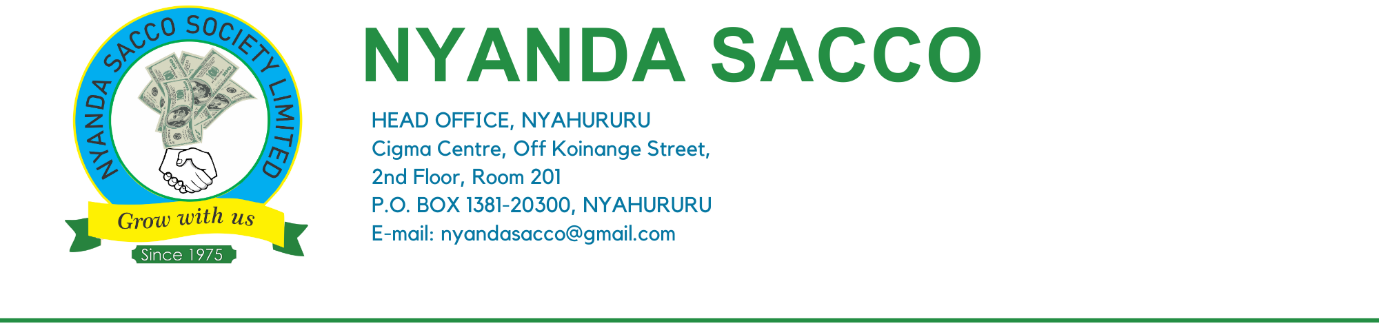 NYANDA SACCO SOCIETY LIMITED
Grow with us
Since 1975
NYANDA SACCO
HEAD OFFICE, NYAHURURU
Cigma Centre, Off Koinange Street,
2nd Floor, Room 201
P.O. BOX 1381-20300, NYAHURURU
E-mail: nyandasacco@gmail.com